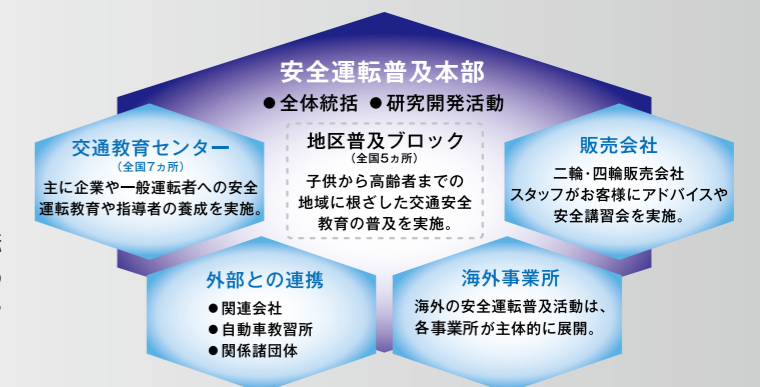 安全運転普及本部
●全体統括 ●研究開発活動
交通教育センター
(全国7ヵ所)
主に企業や一般運転者への安全
運転教育や指導者の養成を実施。
地区普及ブロック
(全国5ヵ所)
子供から高齢者までの
地域に根ざした交通安全
教育の普及を実施。
販売会社
二輪・四輪販売会社
スタッフがお客様にアドバイスや
安全講習会を実施。
外部との連携
●関連会社
●自動車教習所
●関係諸団体
海外事業所
海外の安全運転普及活動は、
各事業所が主体的に展開。